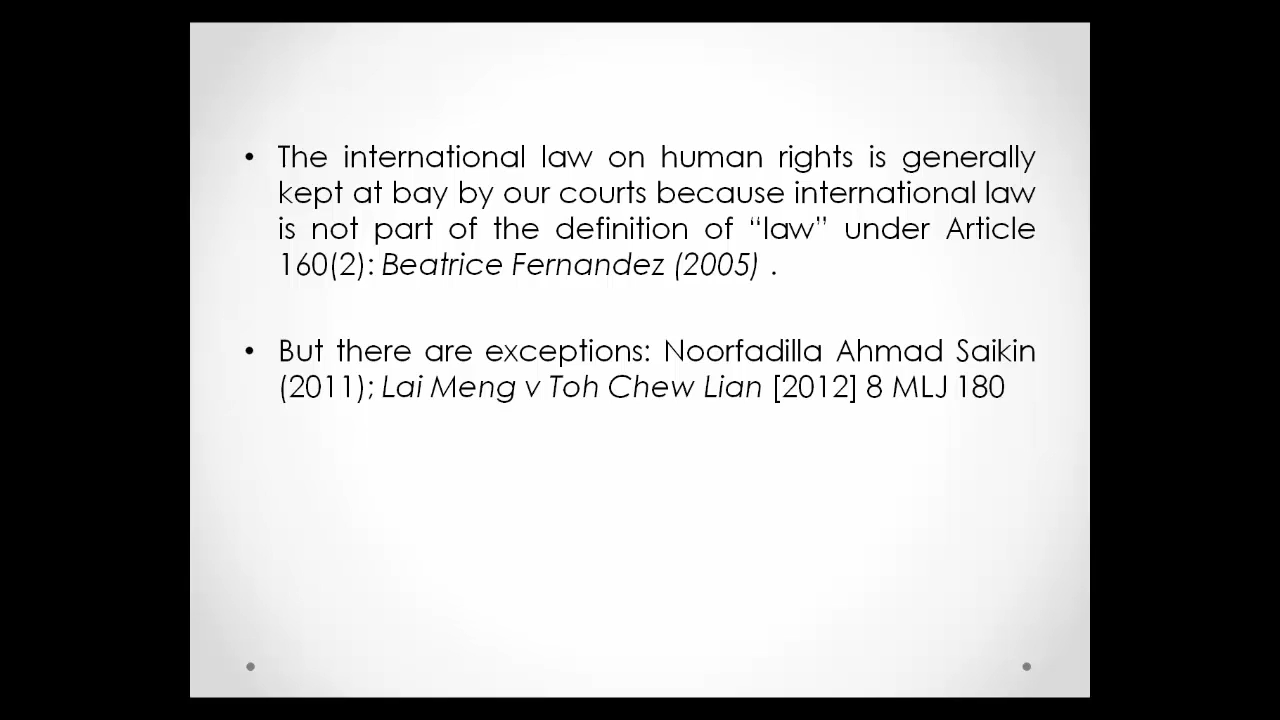 • The international law on human rights is generally
kept at bay by our courts because international law
is not part of the definition of “law” under Article
160(2): Beatrice Fernandez (2005) .
• But there are exceptions: Noorfadilla Ahmad Saikin
(2011); Lai Meng v Toh Chew Lian [2012] 8 MLJ 180